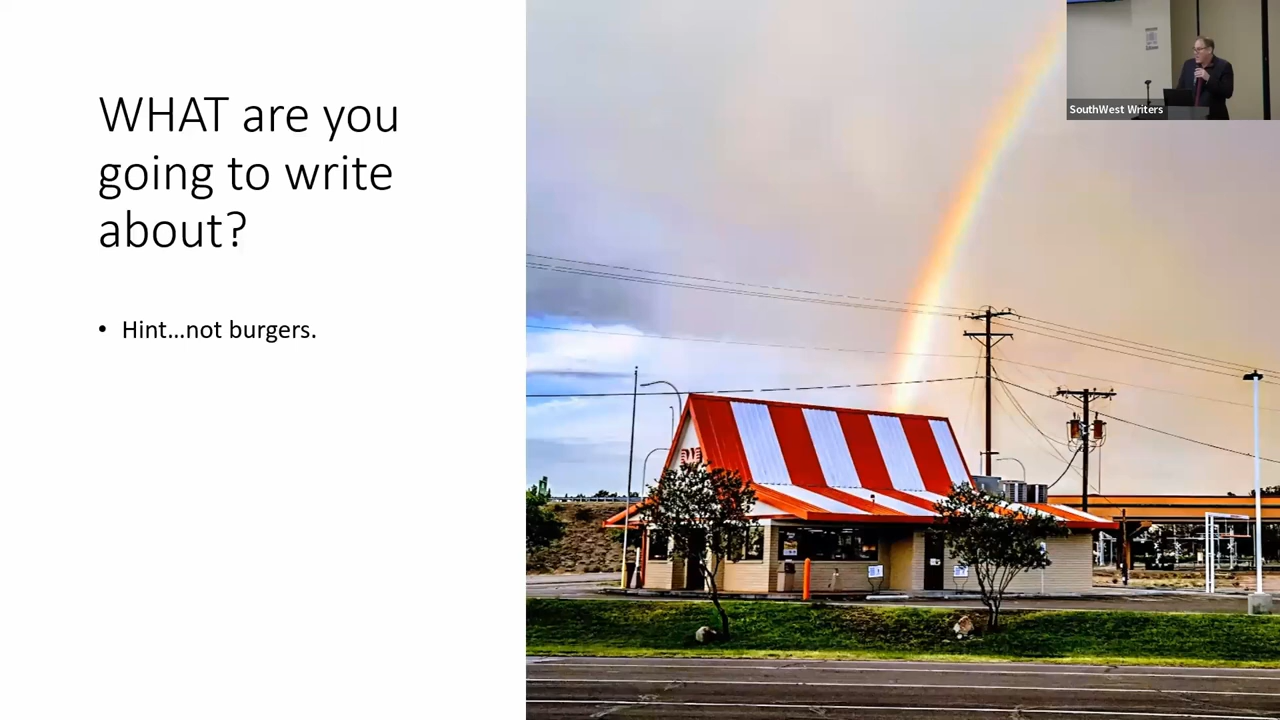 WHAT are you
going to write
about?
• Hint...not burgers.
SouthWest Writers